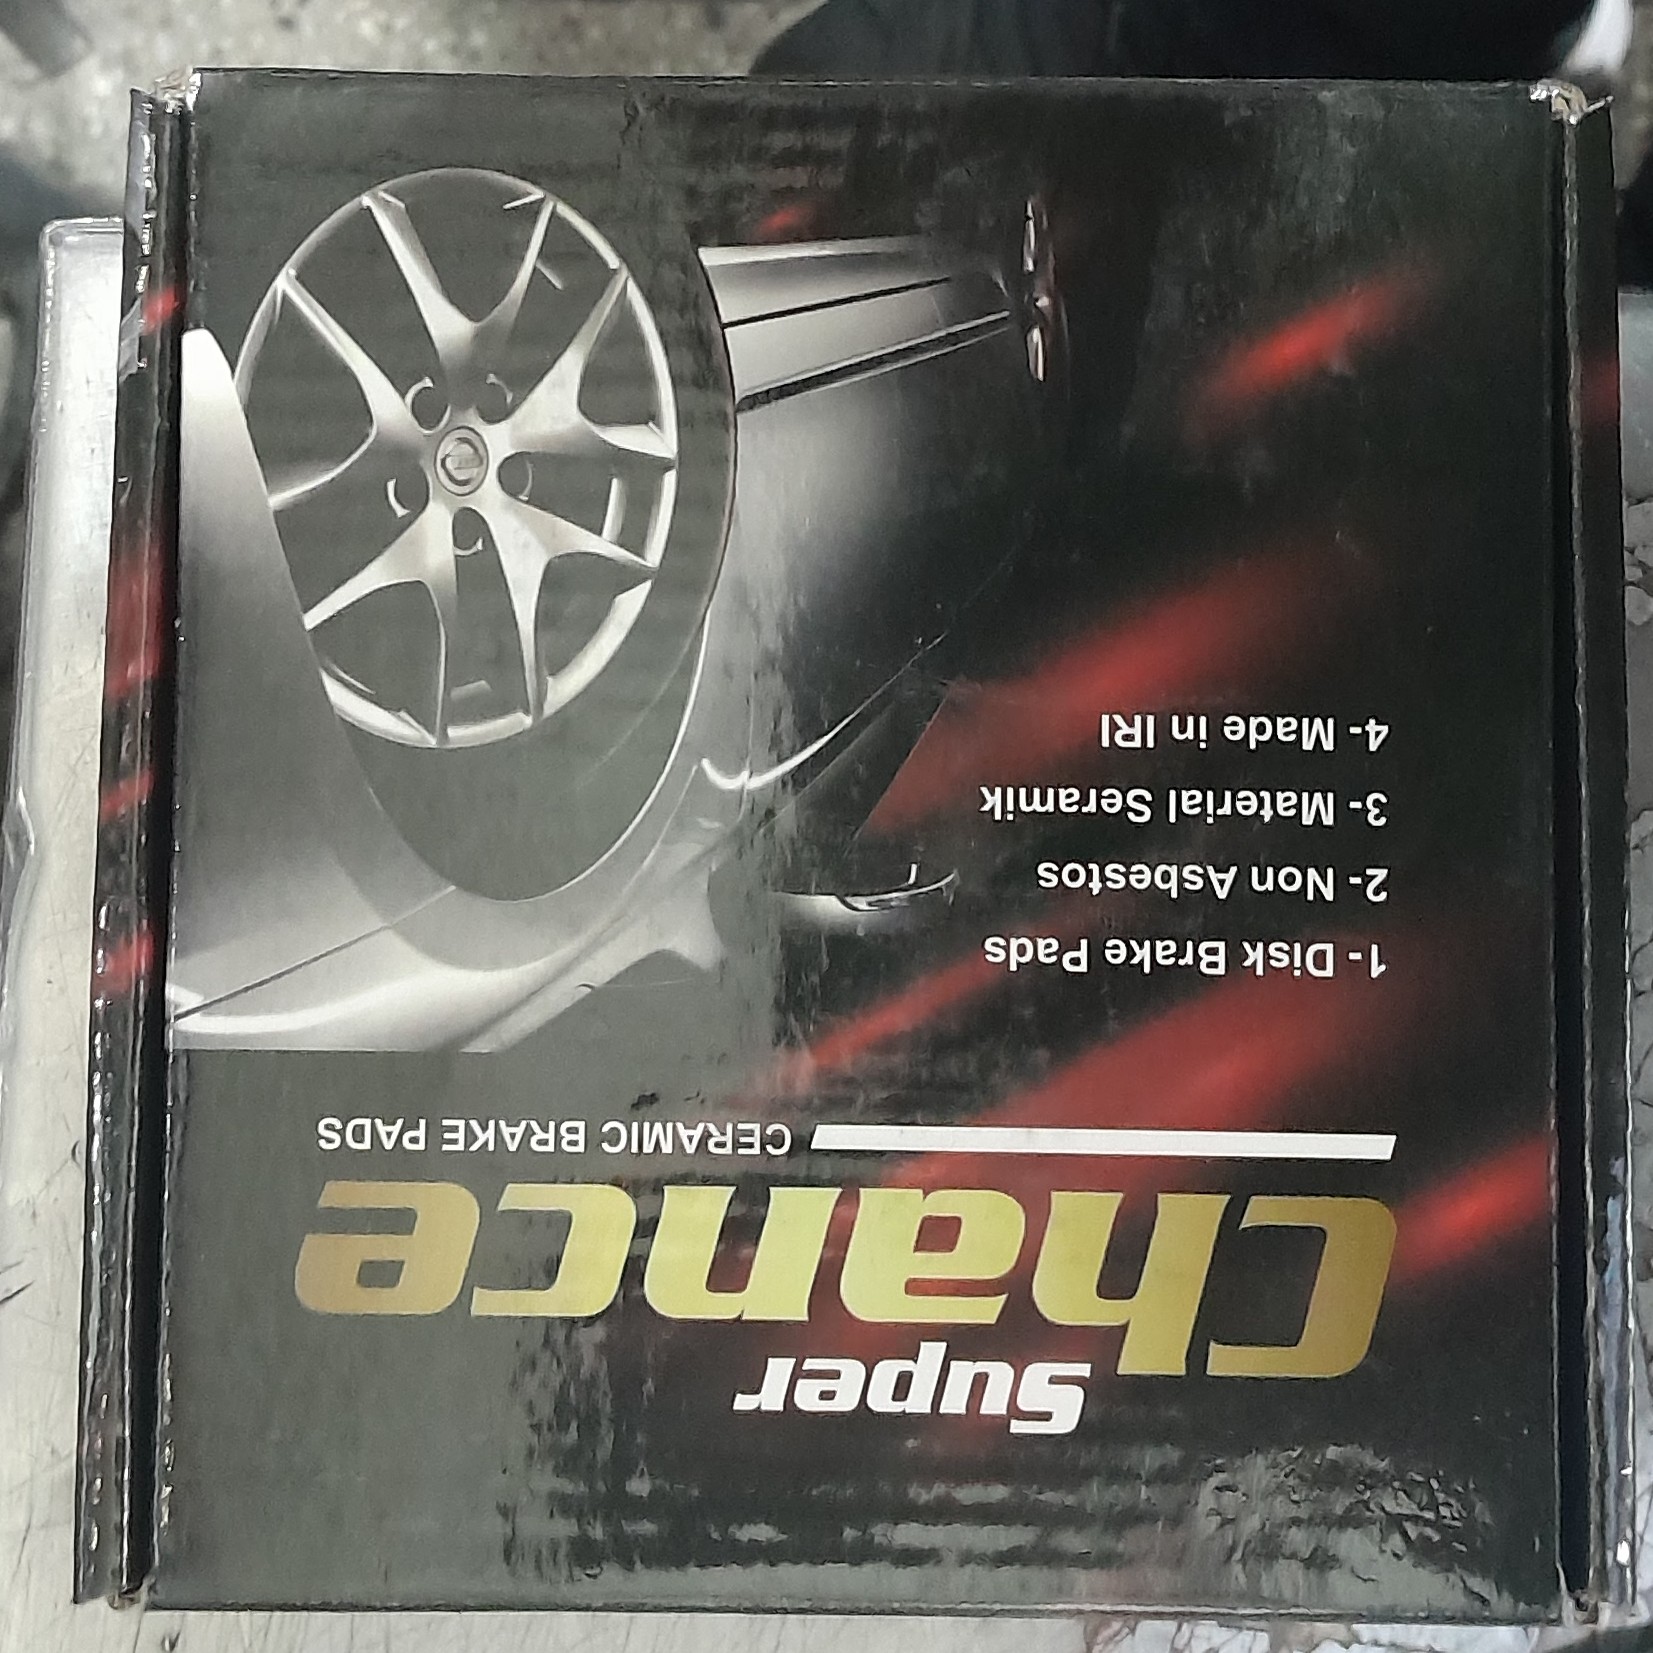 Super
Chance
CERAMIC BRAKE PADS
1- Disk Brake Pads
2- Non Asbestos
3- Material Seramik
4- Made in IRI